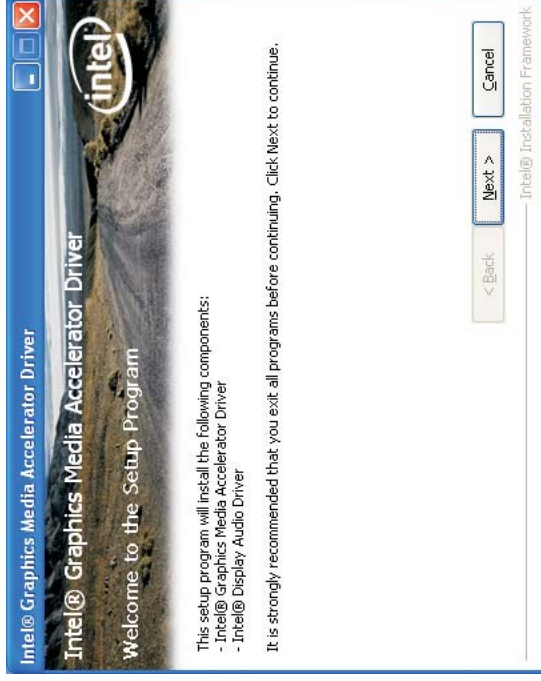 Intel® Graphics Media Accelerator Driver
Intel® Graphics Media Accelerator Driver
Welcome to the Setup Program
intel
This setup program will install the following components:
- Intel® Graphics Media Accelerator Driver
- Intel® Display Audio Driver
It is strongly recommended that you exit all programs before continuing. Click Next to continue.
< Back
Next >
Cancel
Intel® Installation Framework